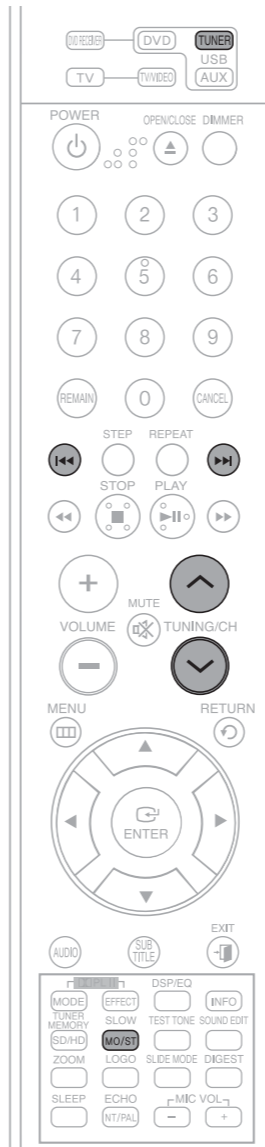 DVD RECEIVER DVD TUNER
USB
TV TV/VIDEO AUX
POWER OPEN/CLOSE DIMMER
1 2 3
4 5 6
7 8 9
REMAIN 0 CANCEL
STEP REPEAT
STOP PLAY
+
MUTE
VOLUME TUNING/CH
−
MENU RETURN
ENTER
EXIT
AUDIO SUB TITLE
DSP/EQ
MODE EFFECT INFO
TUNER
MEMORY SLOW TEST TONE SOUND EDIT
SD/HD MO/ST
ZOOM LOGO SLIDE MODE DIGEST
SLEEP ECHO MIC VOL
NT/PAL − +